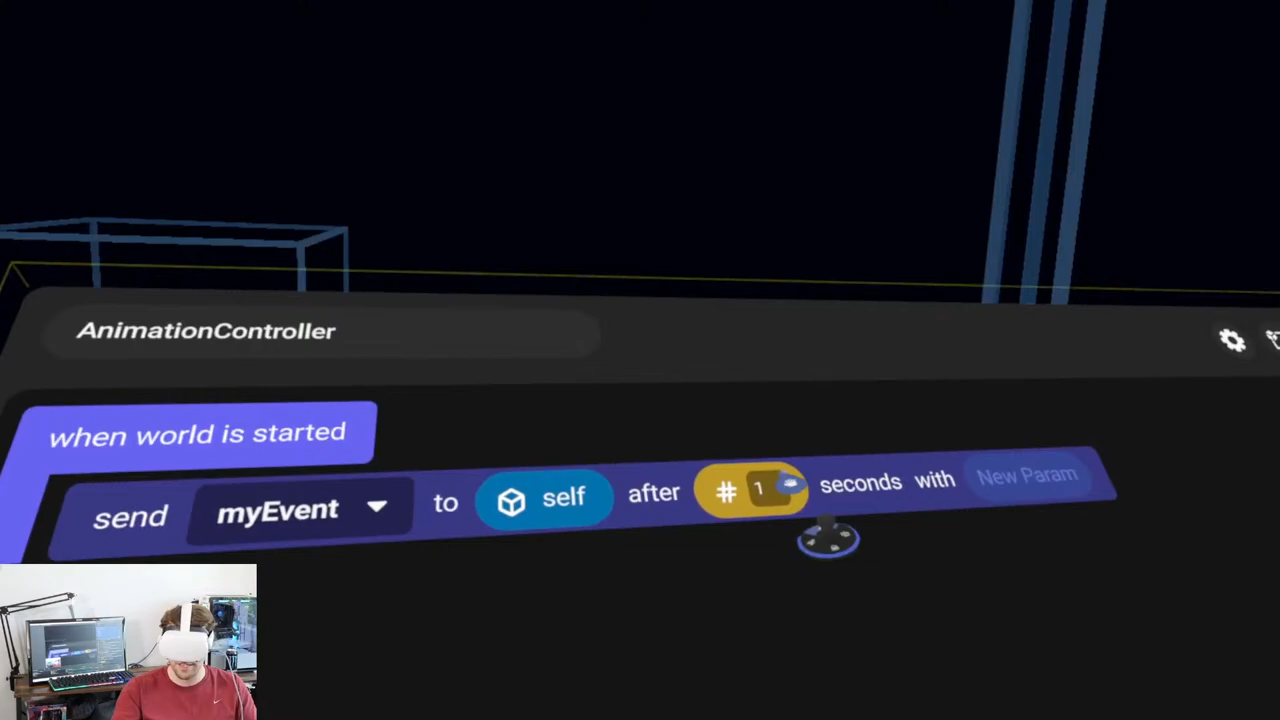 AnimationController
when world is started
send myEvent to self after # 1 seconds with New Param